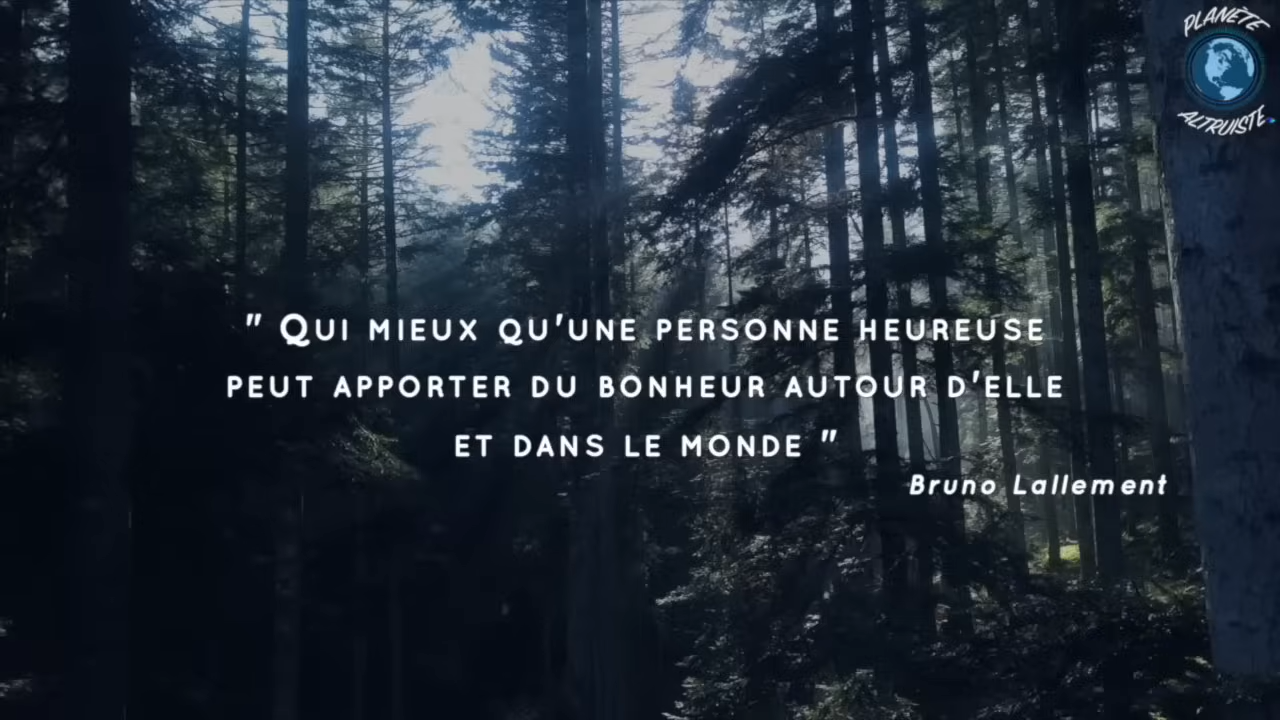 PLANÈTE
ALTRUISTE
" QUI MIEUX QU'UNE PERSONNE HEUREUSE
PEUT APPORTER DU BONHEUR AUTOUR D'ELLE
ET DANS LE MONDE "
Bruno Lallement